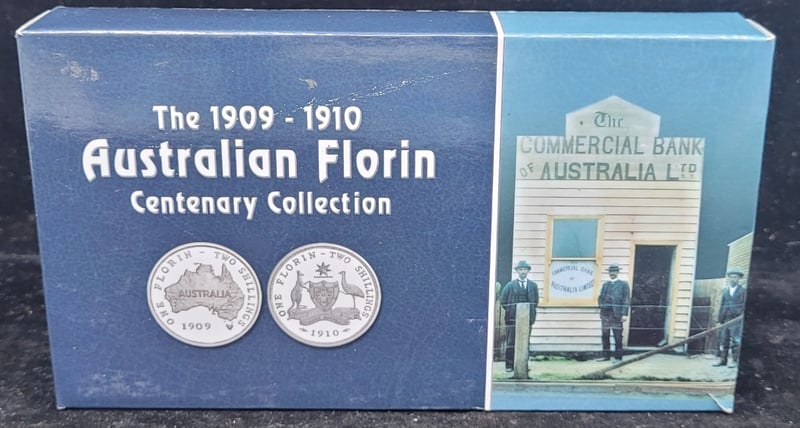 The 1909 - 1910
Australian Florin
Centenary Collection
ONE FLORIN - TWO SHILLINGS
AUSTRALIA
1909
ONE FLORIN - TWO SHILLINGS
1910
The
COMMERCIAL BANK
OF AUSTRALIA LTD
COMMERCIAL BANK
OF
AUSTRALIA LIMITED